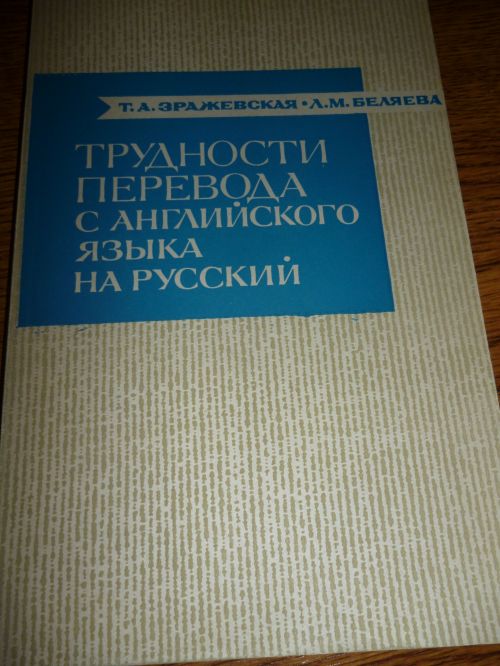 Т.А.ЗРАЖЕВСКАЯ•Л.М.БЕЛЯЕВА
ТРУДНОСТИ
ПЕРЕВОДА
С АНГЛИЙСКОГО
ЯЗЫКА
НА РУССКИЙ